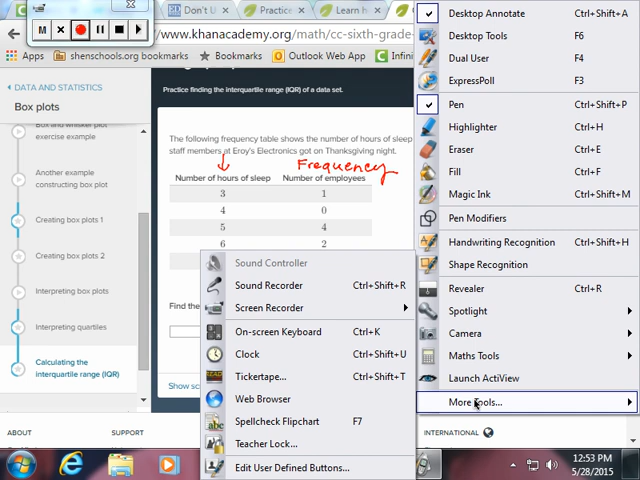 M
Don't U
Practice
Learn h
www.khanacademy.org/math/cc-sixth-grade-
Apps
shenschools.org bookmarks
Bookmarks
Outlook Web App
Infini
DATA AND STATISTICS
Box plots
Box and whisker plot
exercise example
Another example
constructing box plot
Creating box plots 1
Creating box plots 2
Interpreting box plots
Interpreting quartiles
Calculating the
interquartile range (IQR)
Practice finding the interquartile range (IQR) of a data set.
The following frequency table shows the number of hours of sleep
staff members at Eroy's Electronics got on Thanksgiving night.
Frequency
Number of hours of sleep Number of employees
3 1
4 0
5 4
6 2
Find the
Show sc
Desktop Annotate Ctrl+Shift+A
Desktop Tools F6
Dual User F4
ExpressPoll F3
Pen Ctrl+Shift+P
Highlighter Ctrl+H
Eraser Ctrl+E
Fill Ctrl+F
Magic Ink Ctrl+Shift+M
Pen Modifiers
Handwriting Recognition Ctrl+Shift+H
Shape Recognition
Revealer Ctrl+R
Spotlight
Camera
Maths Tools
Launch ActiView
More Tools...
Sound Controller
Sound Recorder Ctrl+Shift+R
Screen Recorder
On-screen Keyboard Ctrl+K
Clock Ctrl+Shift+U
Tickertape... Ctrl+Shift+T
Web Browser
Spellcheck Flipchart F7
Teacher Lock...
Edit User Defined Buttons...
ABOUT
SUPPORT
INTERNATIONAL
12:53 PM
5/28/2015